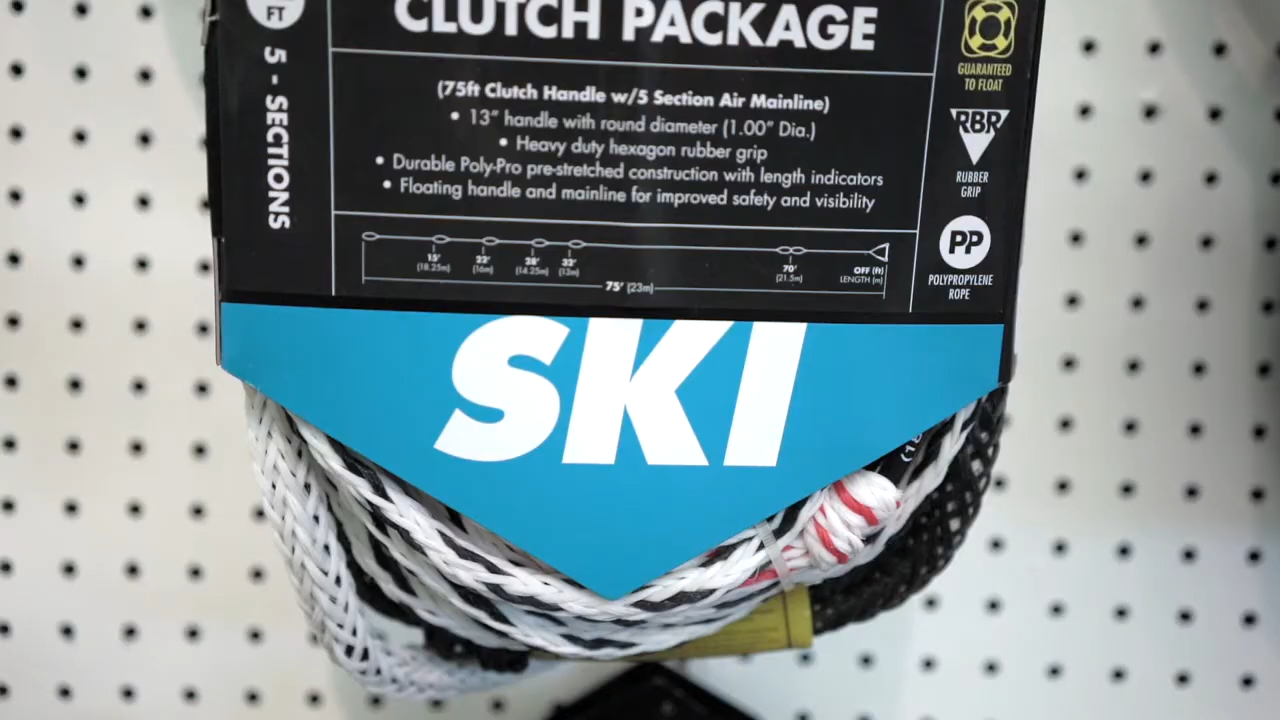 CLUTCH PACKAGE
FT
5 - SECTIONS
(75ft Clutch Handle w/5 Section Air Mainline)
• 13" handle with round diameter (1.00" Dia.)
• Heavy duty hexagon rubber grip
• Durable Poly-Pro pre-stretched construction with length indicators
• Floating handle and mainline for improved safety and visibility
15' 22' 28' 32' 70' OFF (ft)
(18.25m) (16m) (14.25m) (13m) (21.5m) LENGTH (m)
75' (23m)
GUARANTEED
TO FLOAT
RBR
RUBBER
GRIP
PP
POLYPROPYLENE
ROPE
SKI